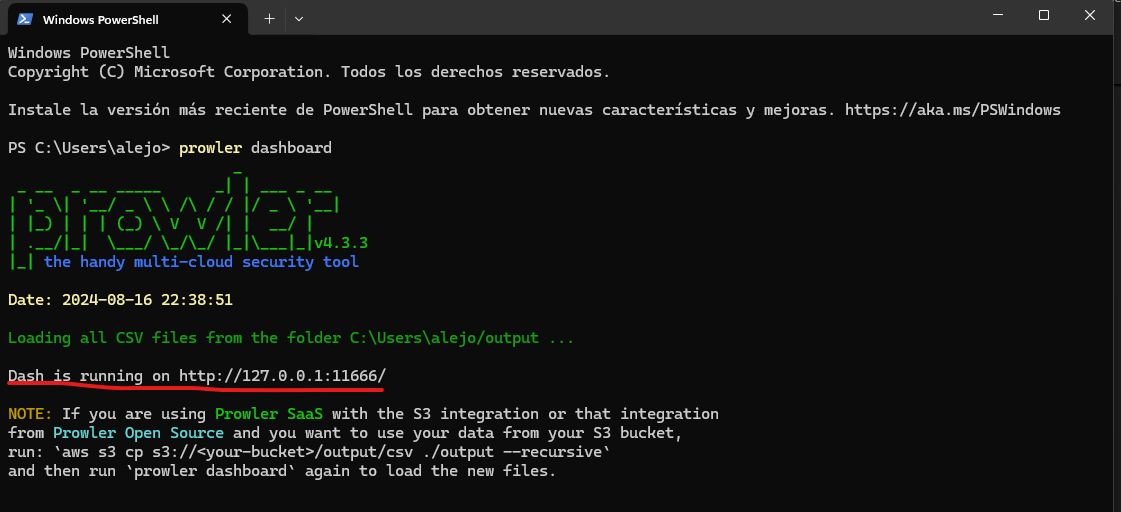 Windows PowerShell
Windows PowerShell
Copyright (C) Microsoft Corporation. Todos los derechos reservados.
Instale la versión más reciente de PowerShell para obtener nuevas características y mejoras. https://aka.ms/PSWindows
PS C:\Users\alejo> prowler dashboard
prowler
v4.3.3
the handy multi-cloud security tool
Date: 2024-08-16 22:38:51
Loading all CSV files from the folder C:\Users\alejo/output ...
Dash is running on http://127.0.0.1:11666/
NOTE: If you are using Prowler SaaS with the S3 integration or that integration
from Prowler Open Source and you want to use your data from your S3 bucket,
run: `aws s3 cp s3://<your-bucket>/output/csv ./output --recursive`
and then run `prowler dashboard` again to load the new files.